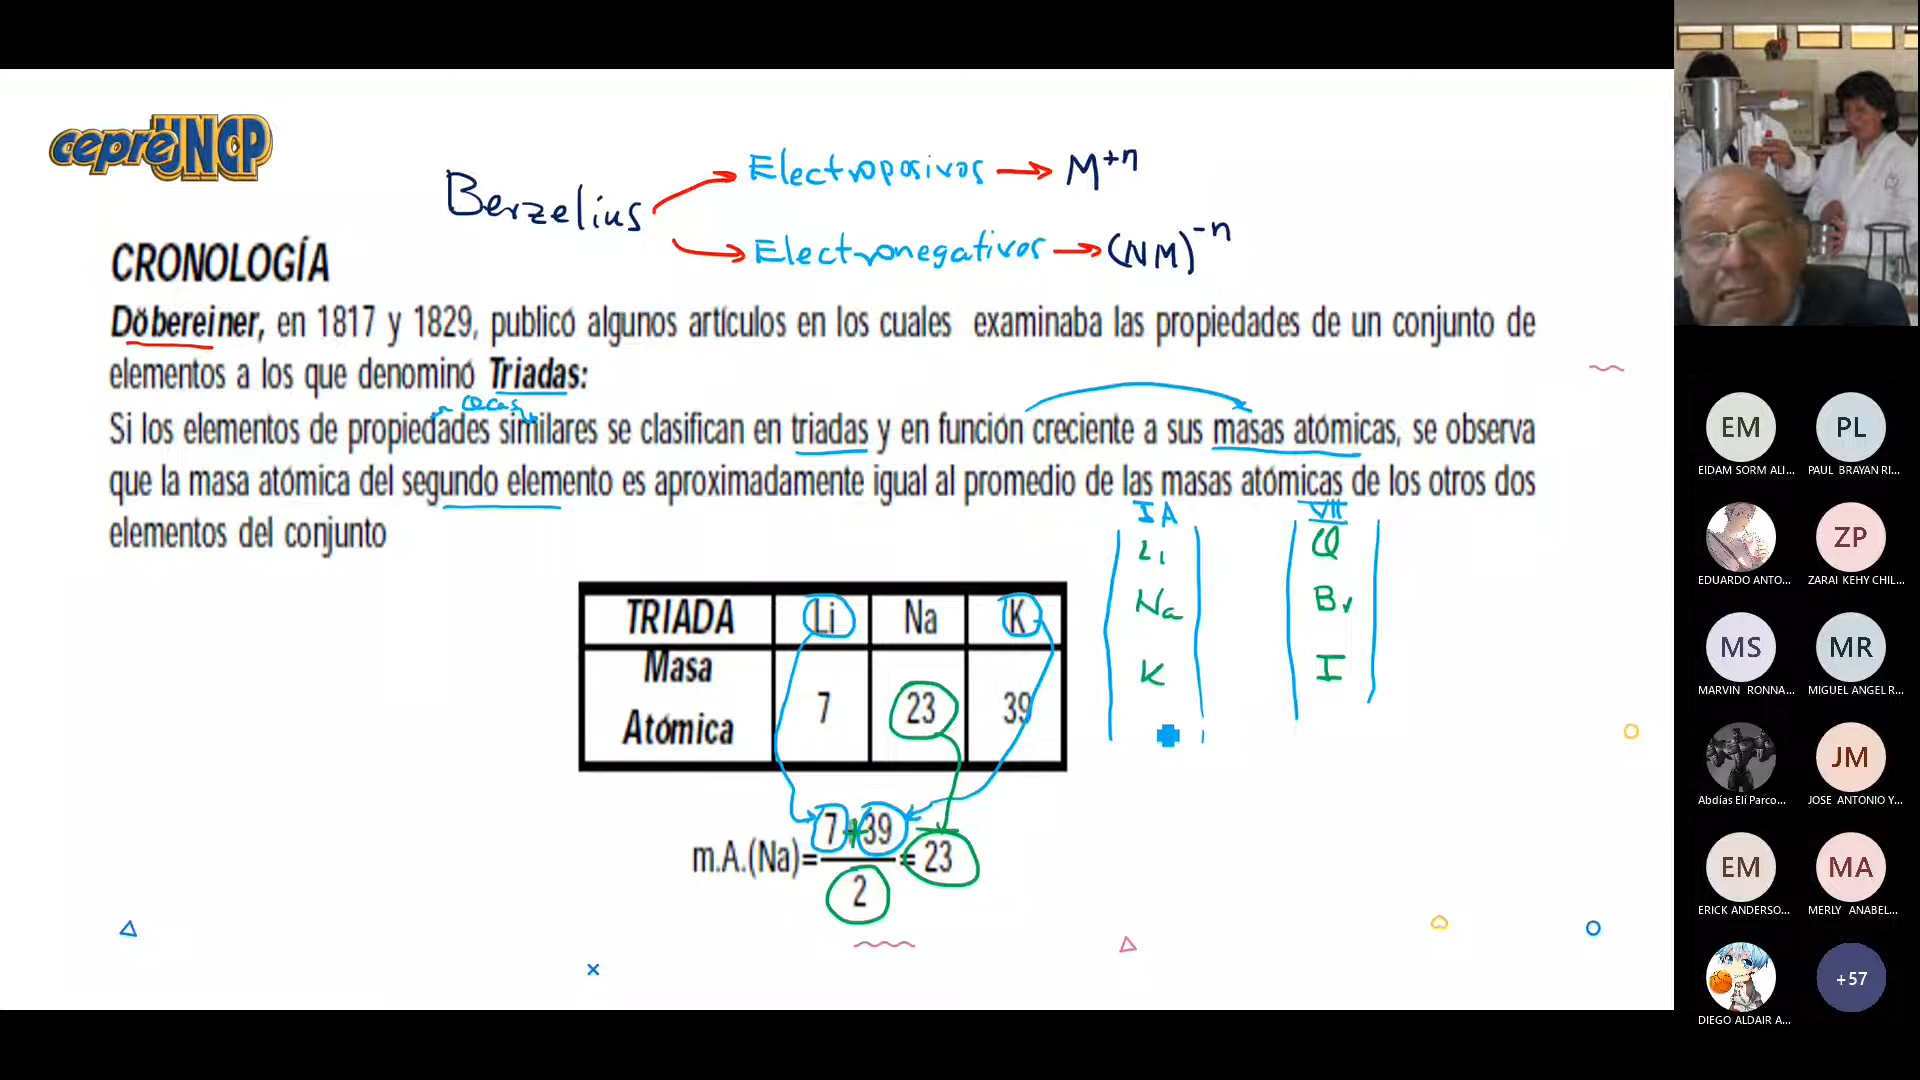 cepreUNCP
Berzelius
Electroposivos → M⁺ⁿ
Electronegativos → (NM)⁻ⁿ
CRONOLOGÍA
Döbereiner, en 1817 y 1829, publicó algunos artículos en los cuales examinaba las propiedades de un conjunto de
elementos a los que denominó Triadas:
Si los elementos de propiedades similares se clasifican en triadas y en función creciente a sus masas atómicas, se observa
que la masa atómica del segundo elemento es aproximadamente igual al promedio de las masas atómicas de los otros dos
elementos del conjunto
IA
Li
Na
K
VII
Cl
Br
I
TRIADA Li Na K
Masa
Atómica 7 23 39
m.A.(Na)= 7+39
2
= 23
EM
EIDAM SORM ALI...
PL
PAUL BRAYAN RI...
EDUARDO ANTO...
ZP
ZARAI KEHY CHIL...
MS
MARVIN RONNA...
MR
MIGUEL ANGEL R...
Abdías Elí Parco...
JM
JOSE ANTONIO Y...
EM
ERICK ANDERSO...
MA
MERLY ANABEL...
DIEGO ALDAIR A...
+57